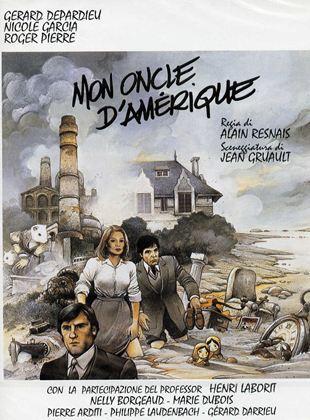 GERARD DEPARDIEU
NICOLE GARCIA
ROGER PIERRE
MON ONCLE
D'AMÉRIQUE
Regia di
ALAIN RESNAIS
Sceneggiatura di
JEAN GRUAULT
CON LA PARTECIPAZIONE DEL PROFESSOR HENRI LABORIT
NELLY BORGEAUD - MARIE DUBOIS
PIERRE ARDITI - PHILIPPE LAUDENBACH - GÉRARD DARRIEU